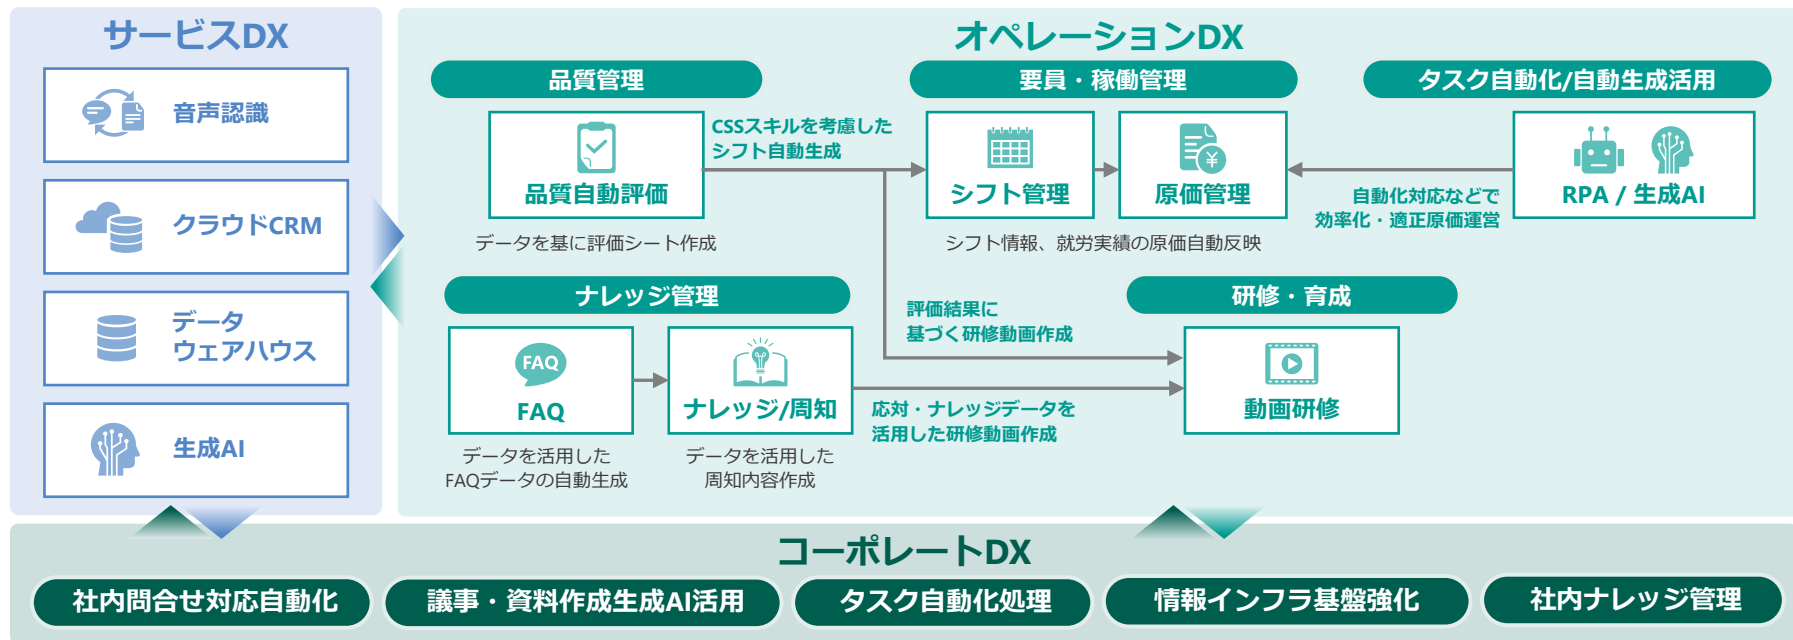 サービスDX
音声認識
クラウドCRM
データ
ウェアハウス
生成AI
オペレーションDX
品質管理
品質自動評価
データを基に評価シート作成
CSSスキルを考慮した
シフト自動生成
要員・稼働管理
シフト管理
原価管理
シフト情報、就労実績の原価自動反映
タスク自動化/自動生成活用
RPA / 生成AI
自動化対応などで
効率化・適正原価運営
ナレッジ管理
FAQ
FAQ
データを活用した
FAQデータの自動生成
ナレッジ/周知
データを活用した
周知内容作成
評価結果に
基づく研修動画作成
応対・ナレッジデータを
活用した研修動画作成
研修・育成
動画研修
コーポレートDX
社内問合せ対応自動化
議事・資料作成生成AI活用
タスク自動化処理
情報インフラ基盤強化
社内ナレッジ管理